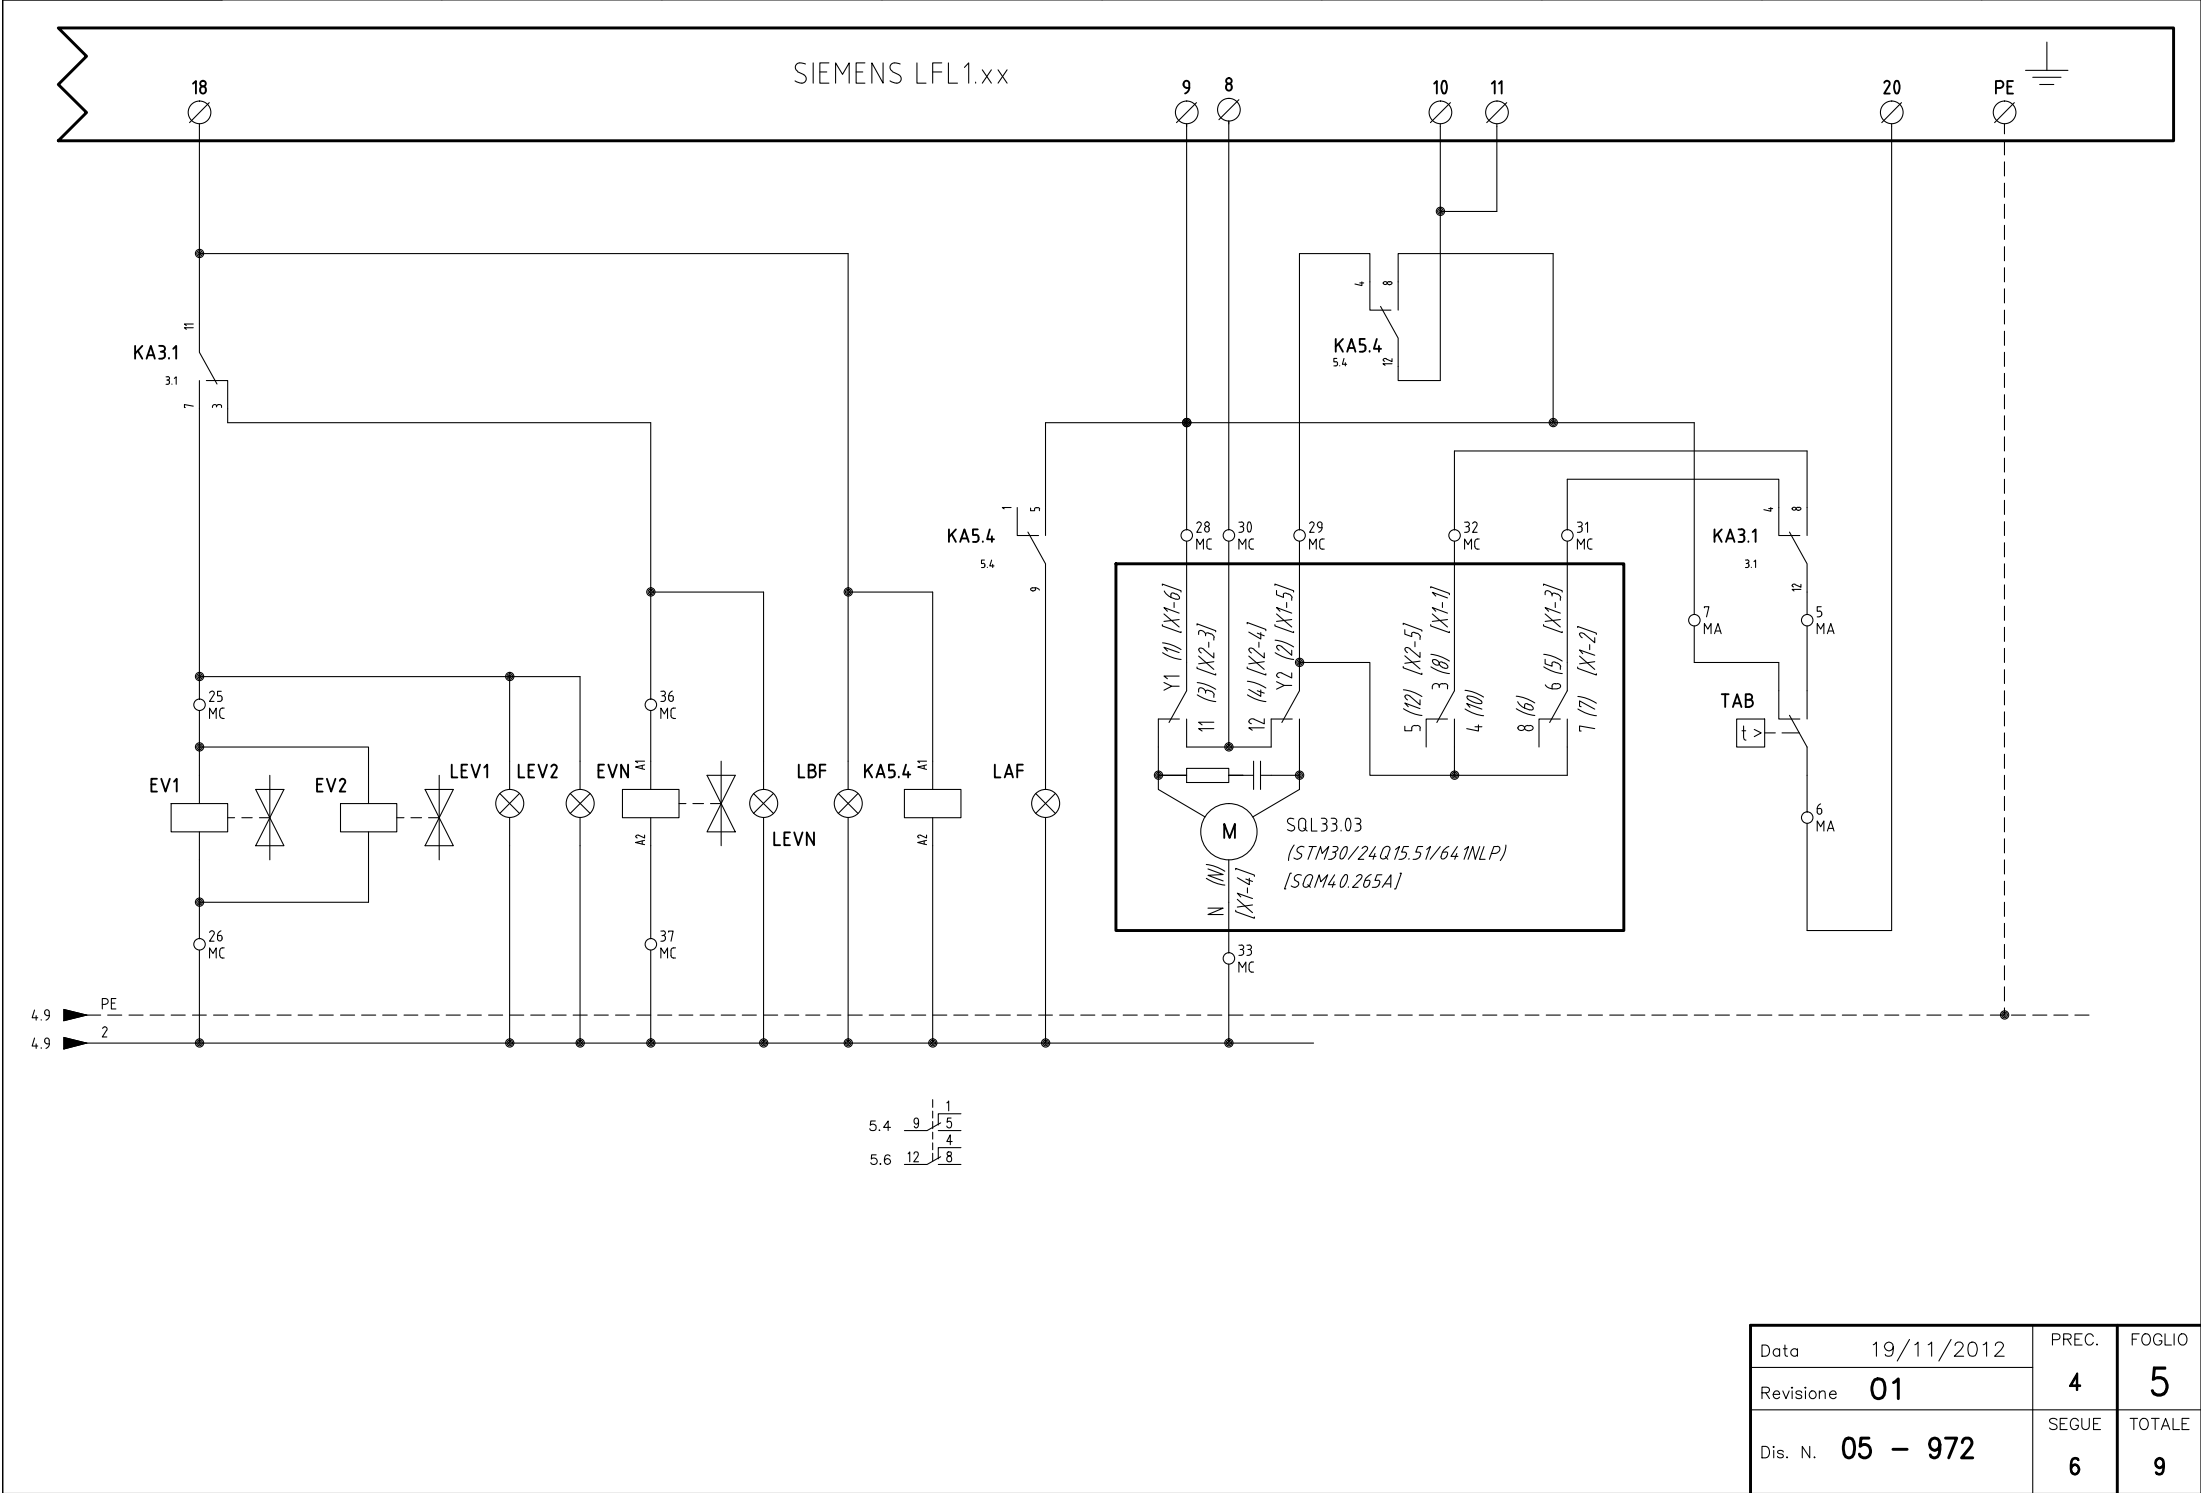 SIEMENS LFL1.xx
18
9
8
10
11
20
PE
11
KA3.1
3.1
7
3
4
8
KA5.4
5.4
12
1
5
KA5.4
5.4
9
28
MC
30
MC
29
MC
32
MC
31
MC
4
8
KA3.1
3.1
12
7
MA
5
MA
Y1 (1) [X1-6]
11 (3) [X2-3]
12 (4) [X2-4]
Y2 (2) [X1-5]
5 (12) [X2-5]
3 (8) [X1-1]
4 (10)
8 (6)
6 (5) [X1-3]
7 (7) [X1-2]
TAB
t >
25
MC
36
MC
EV1
EV2
LEV1
LEV2
EVN
A1
A2
LEVN
LBF
KA5.4
A1
A2
LAF
M
SQL33.03
(STM30/24Q15.51/641NLP)
[SQM40.265A]
N (N)
[X1-4]
6
MA
26
MC
37
MC
33
MC
4.9 PE
4.9 2
5.4 9 1
5
5.6 12 4
8
Data 19/11/2012
PREC.
4
FOGLIO
5
Revisione 01
Dis. N. 05 - 972
SEGUE
6
TOTALE
9